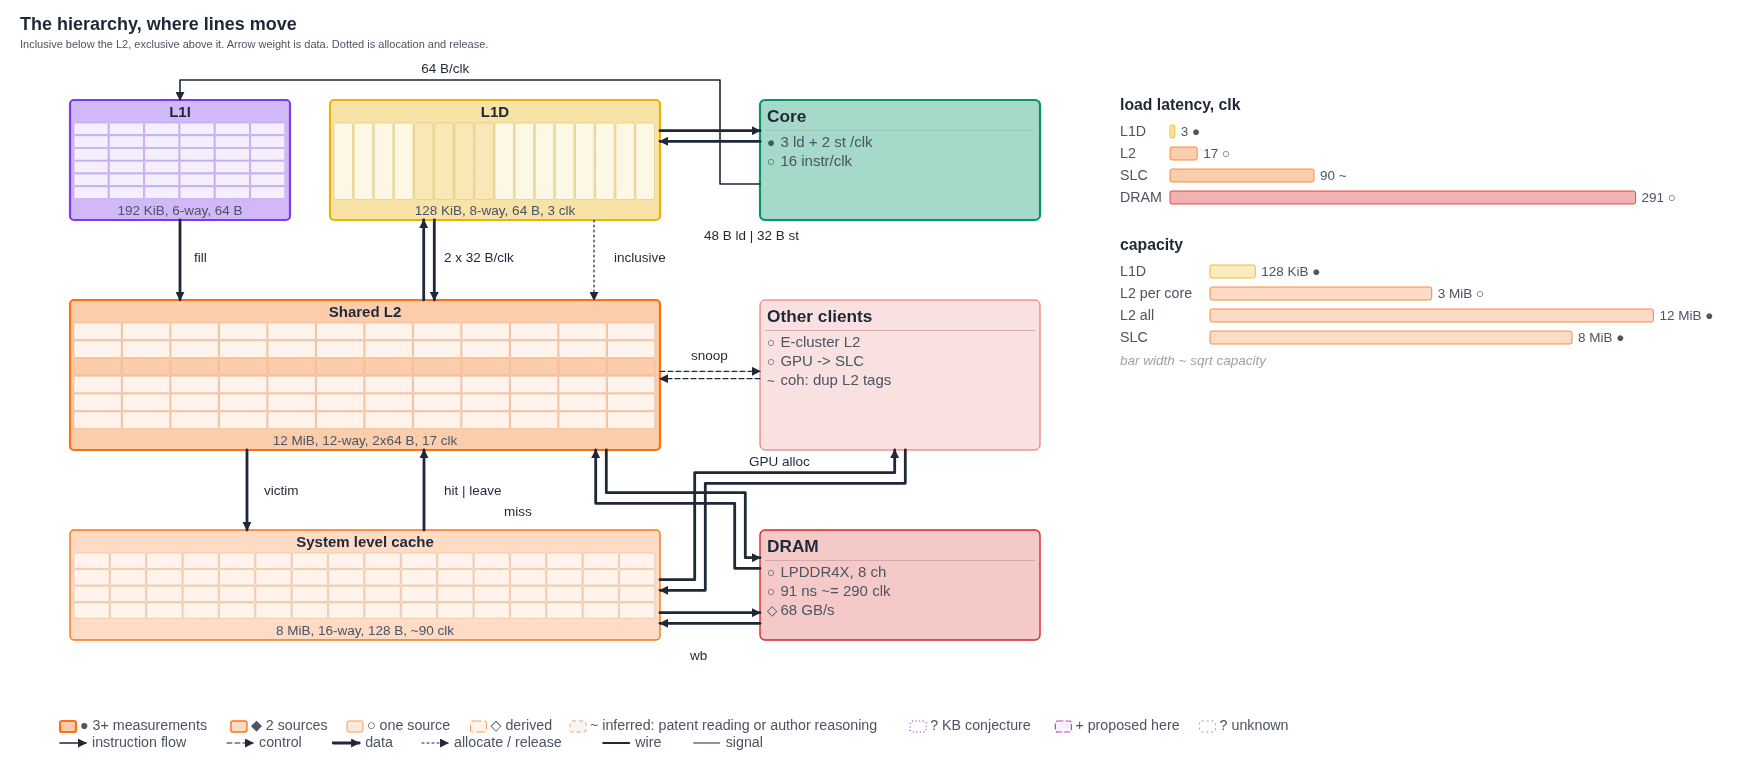 The hierarchy, where lines move
Inclusive below the L2, exclusive above it. Arrow weight is data. Dotted is allocation and release.
64 B/clk
L1I
192 KiB, 6-way, 64 B
L1D
128 KiB, 8-way, 64 B, 3 clk
Core
● 3 ld + 2 st /clk
○ 16 instr/clk
48 B ld | 32 B st
fill
2 x 32 B/clk
inclusive
Shared L2
12 MiB, 12-way, 2x64 B, 17 clk
snoop
Other clients
○ E-cluster L2
○ GPU -> SLC
~ coh: dup L2 tags
GPU alloc
victim
hit | leave
miss
System level cache
8 MiB, 16-way, 128 B, ~90 clk
DRAM
○ LPDDR4X, 8 ch
○ 91 ns ~= 290 clk
◇ 68 GB/s
wb
load latency, clk
L1D 3 ●
L2 17 ○
SLC 90 ~
DRAM 291 ○
capacity
L1D 128 KiB ●
L2 per core 3 MiB ○
L2 all 12 MiB ●
SLC 8 MiB ●
bar width ~ sqrt capacity
● 3+ measurements ◆ 2 sources ○ one source ◇ derived ~ inferred: patent reading or author reasoning ? KB conjecture + proposed here ? unknown
instruction flow control data allocate / release wire signal